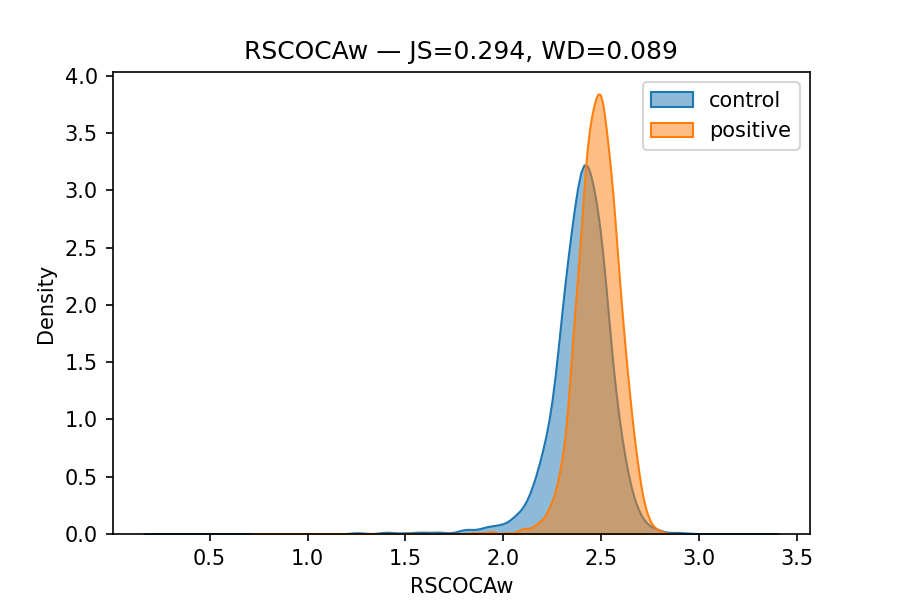 RSCOCAw — JS=0.294, WD=0.089
control
positive
4.0
3.5
3.0
2.5
2.0
1.5
1.0
0.5
0.0
Density
0.5 1.0 1.5 2.0 2.5 3.0 3.5
RSCOCAw